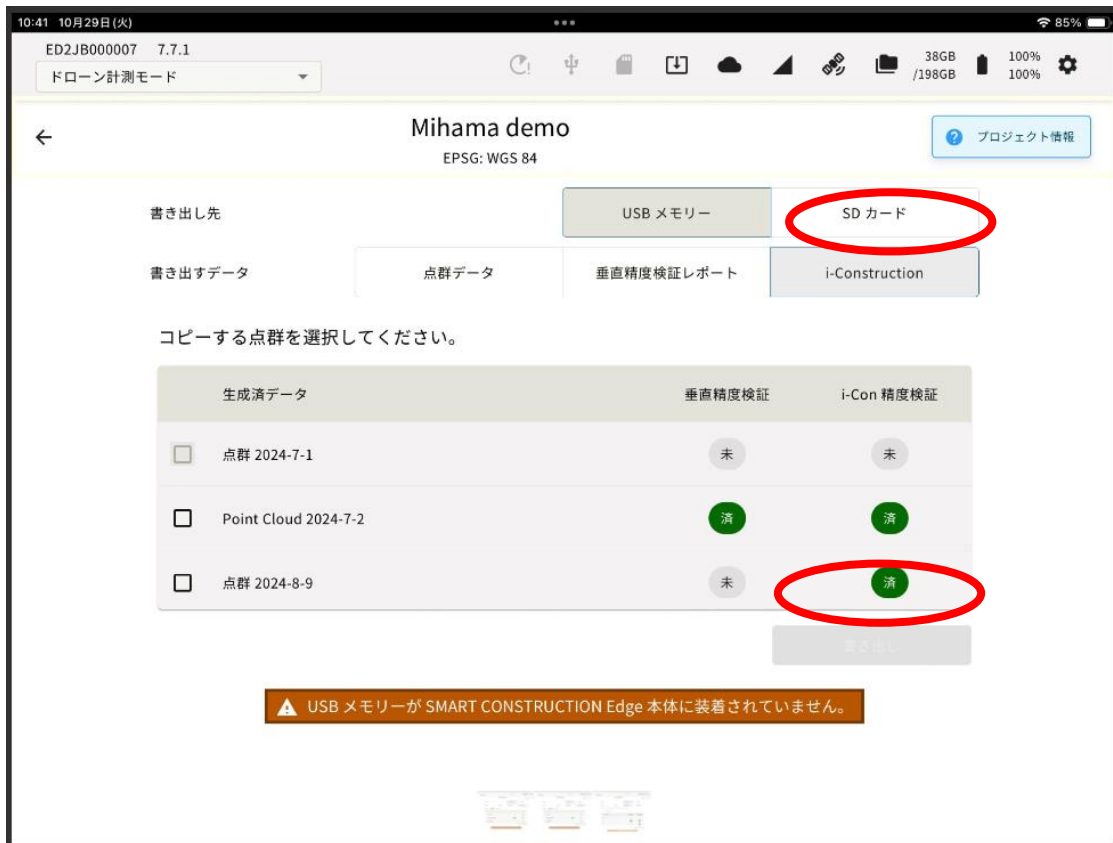 10:41 10月29日(火)
85%
ED2JB000007 7.7.1
ドローン計測モード
38GB
/198GB
100%
100%
Mihama demo
EPSG: WGS 84
プロジェクト情報
書き出し先
USB メモリー
SD カード
書き出すデータ
点群データ
垂直精度検証レポート
i-Construction
コピーする点群を選択してください。
生成済データ
垂直精度検証
i-Con 精度検証
点群 2024-7-1
未
未
Point Cloud 2024-7-2
済
済
点群 2024-8-9
未
済
書き出し
USB メモリーが SMART CONSTRUCTION Edge 本体に装着されていません。